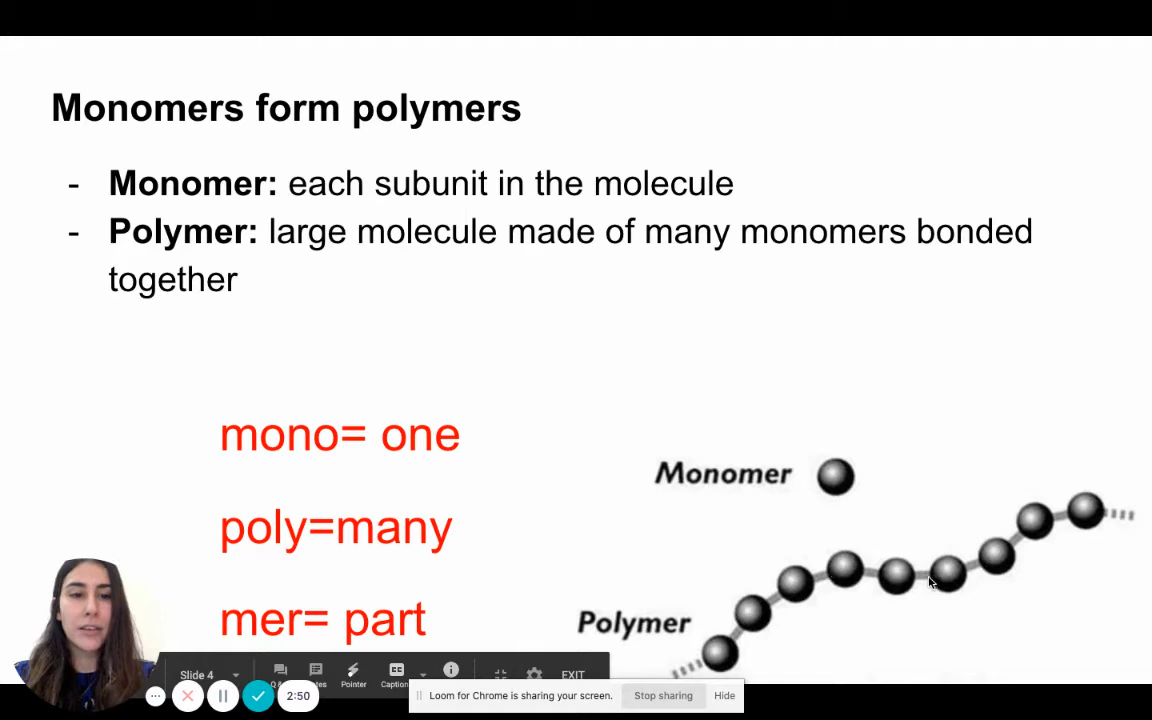 Monomers form polymers
- Monomer: each subunit in the molecule
- Polymer: large molecule made of many monomers bonded
together
mono= one
poly=many
mer= part
Monomer
Polymer
Slide 4
Pointer
Caption
EXIT
2:50
Loom for Chrome is sharing your screen.
Stop sharing
Hide